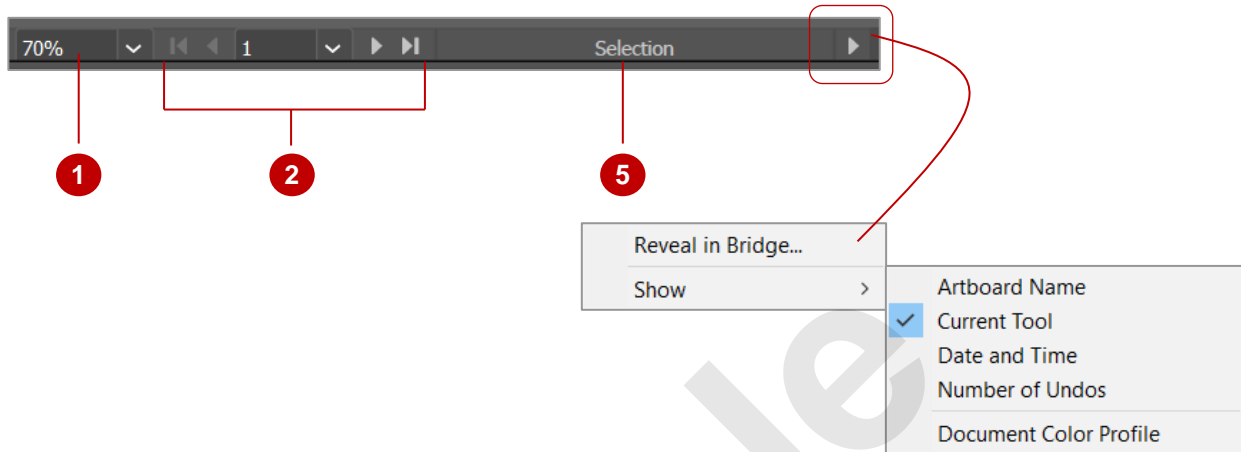 70% 1 Selection
1 2 5
Reveal in Bridge...
Show
Artboard Name
Current Tool
Date and Time
Number of Undos
Document Color Profile